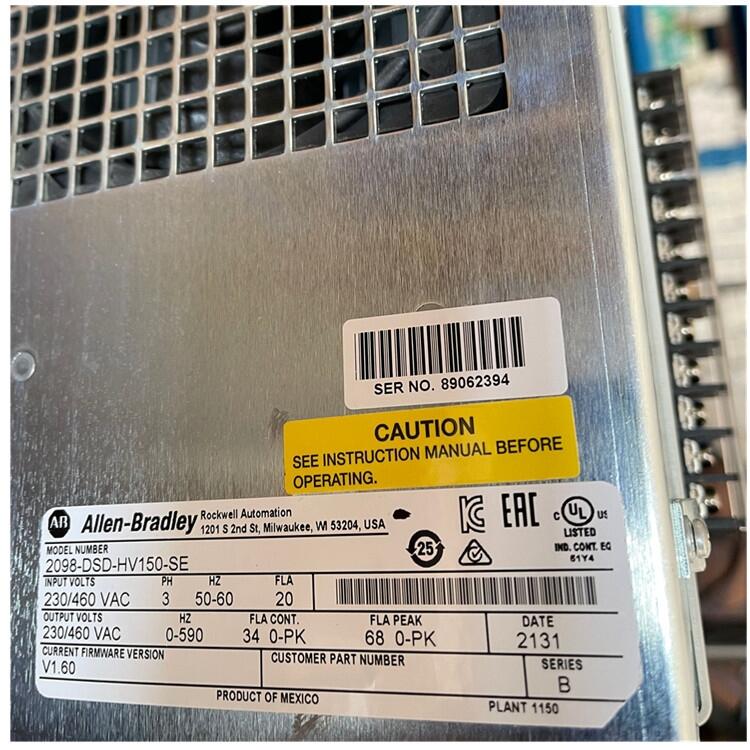 SER NO. 89062394
CAUTION
SEE INSTRUCTION MANUAL BEFORE
OPERATING.
AB Allen-Bradley
Rockwell Automation
1201 S 2nd St, Milwaukee, WI 53204, USA
25
EAC
C UL US
LISTED
IND. CONT. EQ
61Y4
MODEL NUMBER
2098-DSD-HV150-SE
INPUT VOLTS PH HZ FLA
230/460 VAC 3 50-60 20
OUTPUT VOLTS HZ FLA CONT. FLA PEAK DATE
230/460 VAC 0-590 34 0-PK 68 0-PK 2131
CURRENT FIRMWARE VERSION CUSTOMER PART NUMBER SERIES
V1.60 B
PRODUCT OF MEXICO PLANT 1150